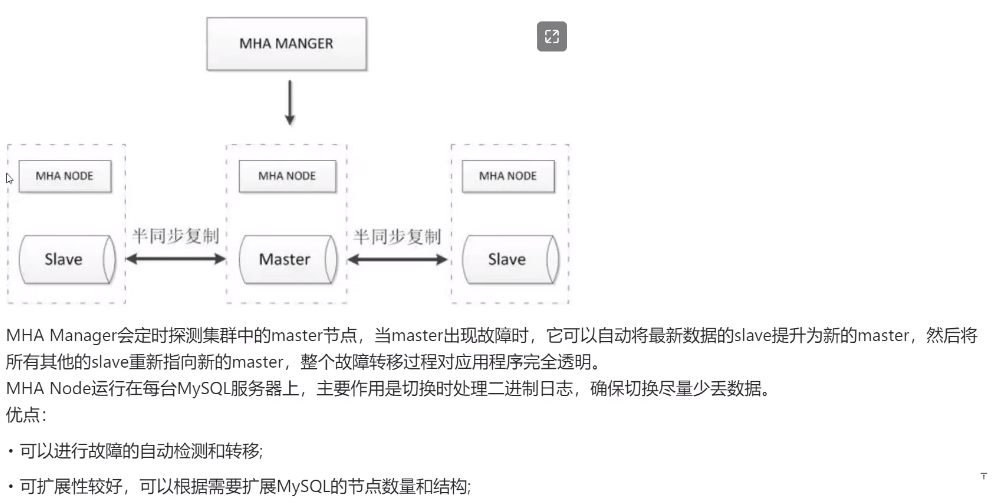 MHA MANGER
MHA NODE
MHA NODE
MHA NODE
半同步复制
半同步复制
Slave
Master
Slave
MHA Manager会定时探测集群中的master节点，当master出现故障时，它可以自动将最新数据的slave提升为新的master，然后将
所有其他的slave重新指向新的master，整个故障转移过程对应用程序完全透明。
MHA Node运行在每台MySQL服务器上，主要作用是切换时处理二进制日志，确保切换尽量少丢数据。
优点：
• 可以进行故障的自动检测和转移;
• 可扩展性较好，可以根据需要扩展MySQL的节点数量和结构;